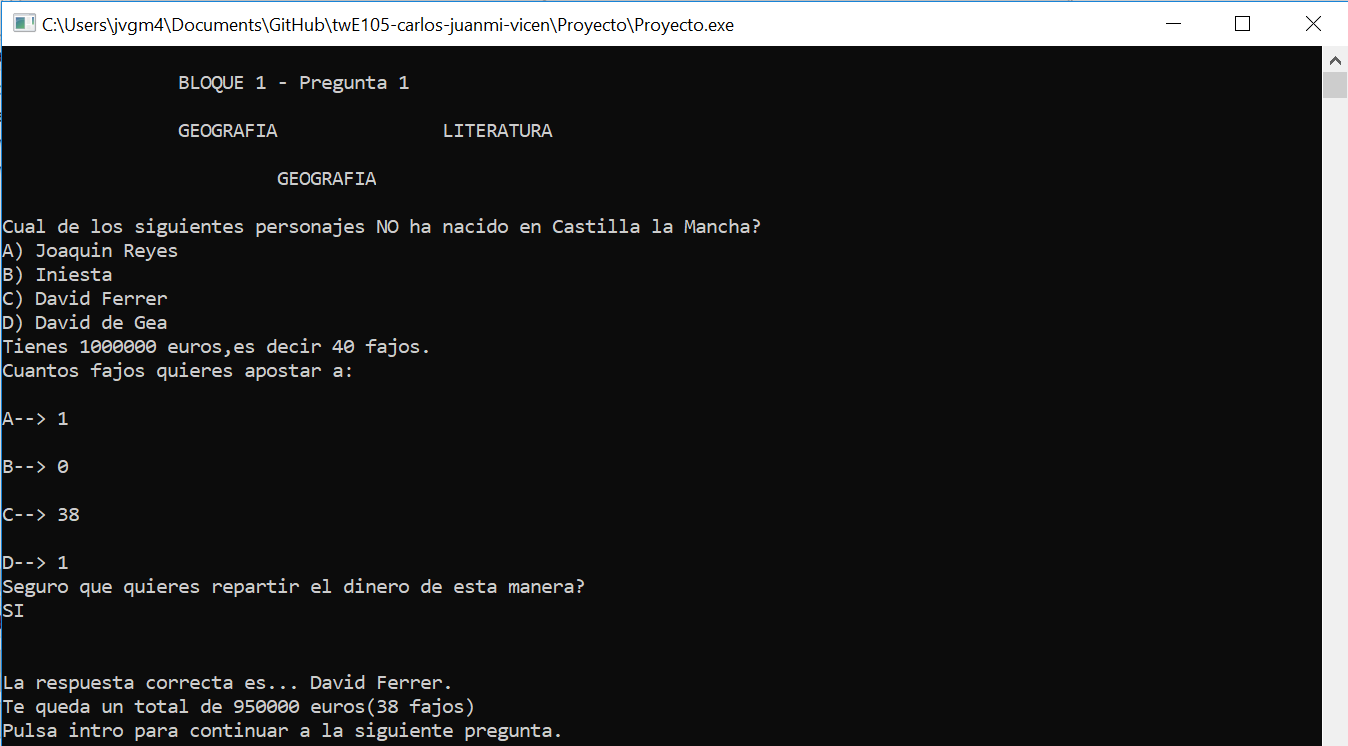 C:\Users\jvgm4\Documents\GitHub\twE105-carlos-juanmi-vicen\Proyecto\Proyecto.exe
BLOQUE 1 - Pregunta 1
GEOGRAFIA LITERATURA
GEOGRAFIA
Cual de los siguientes personajes NO ha nacido en Castilla la Mancha?
A) Joaquin Reyes
B) Iniesta
C) David Ferrer
D) David de Gea
Tienes 1000000 euros,es decir 40 fajos.
Cuantos fajos quieres apostar a:
A--> 1
B--> 0
C--> 38
D--> 1
Seguro que quieres repartir el dinero de esta manera?
SI
La respuesta correcta es... David Ferrer.
Te queda un total de 950000 euros(38 fajos)
Pulsa intro para continuar a la siguiente pregunta.